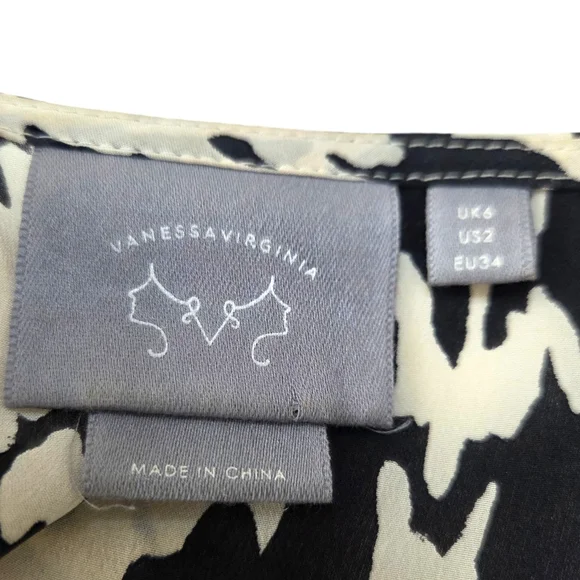 VANESSAVIRGINIA
UK6
US2
EU34
MADE IN CHINA